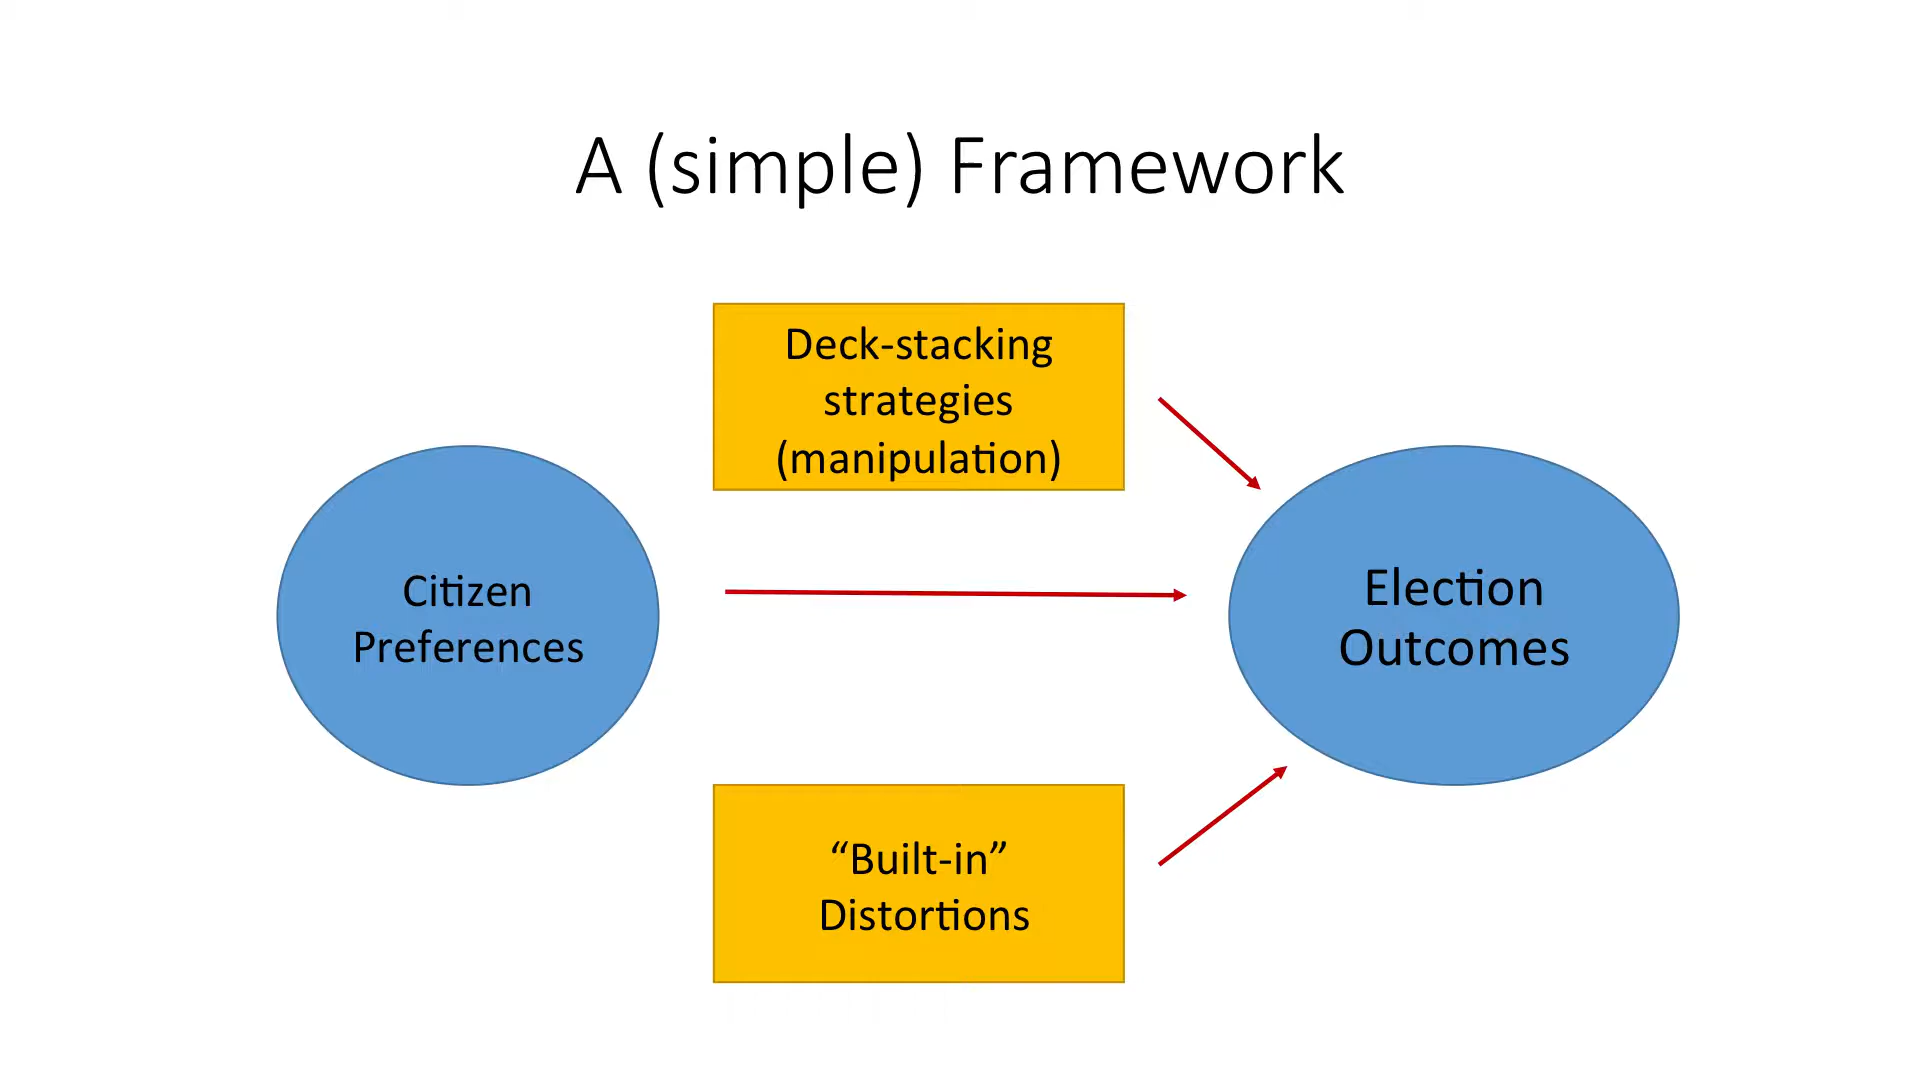 A (simple) Framework
Deck-stacking
strategies
(manipulation)
Citizen
Preferences
Election
Outcomes
“Built-in”
Distortions